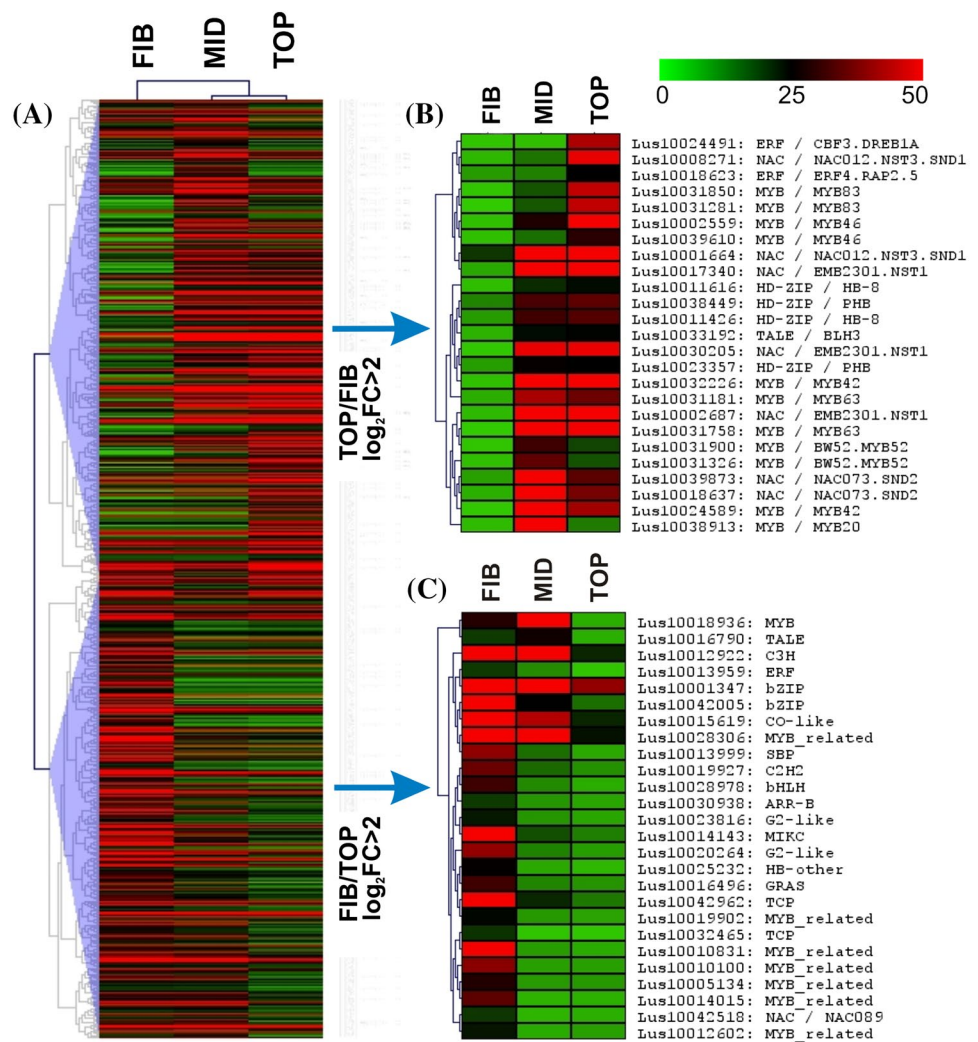 FIB
MID
TOP
(A)
TOP/FIB
log₂FC>2
FIB/TOP
log₂FC>2
0
25
50
(B)
FIB
MID
TOP
Lus10024491: ERF / CBF3.DREB1A
Lus10008271: NAC / NAC012.NST3.SND1
Lus10018623: ERF / ERF4.RAP2.5
Lus10031850: MYB / MYB83
Lus10031281: MYB / MYB83
Lus10002559: MYB / MYB46
Lus10039610: MYB / MYB46
Lus10001664: NAC / NAC012.NST3.SND1
Lus10017340: NAC / EMB2301.NST1
Lus10011616: HD-ZIP / HB-8
Lus10038449: HD-ZIP / PHB
Lus10011426: HD-ZIP / HB-8
Lus10033192: TALE / BLH3
Lus10030205: NAC / EMB2301.NST1
Lus10023357: HD-ZIP / PHB
Lus10032226: MYB / MYB42
Lus10031181: MYB / MYB63
Lus10002687: NAC / EMB2301.NST1
Lus10031758: MYB / MYB63
Lus10031900: MYB / BW52.MYB52
Lus10031326: MYB / BW52.MYB52
Lus10039873: NAC / NAC073.SND2
Lus10018637: NAC / NAC073.SND2
Lus10024589: MYB / MYB42
Lus10038913: MYB / MYB20
(C)
FIB
MID
TOP
Lus10018936: MYB
Lus10016790: TALE
Lus10012922: C3H
Lus10013959: ERF
Lus10001347: bZIP
Lus10042005: bZIP
Lus10015619: CO-like
Lus10028306: MYB_related
Lus10013999: SBP
Lus10019927: C2H2
Lus10028978: bHLH
Lus10030938: ARR-B
Lus10023816: G2-like
Lus10014143: MIKC
Lus10020264: G2-like
Lus10025232: HB-other
Lus10016496: GRAS
Lus10042962: TCP
Lus10019902: MYB_related
Lus10032465: TCP
Lus10010831: MYB_related
Lus10010100: MYB_related
Lus10005134: MYB_related
Lus10014015: MYB_related
Lus10042518: NAC / NAC089
Lus10012602: MYB_related